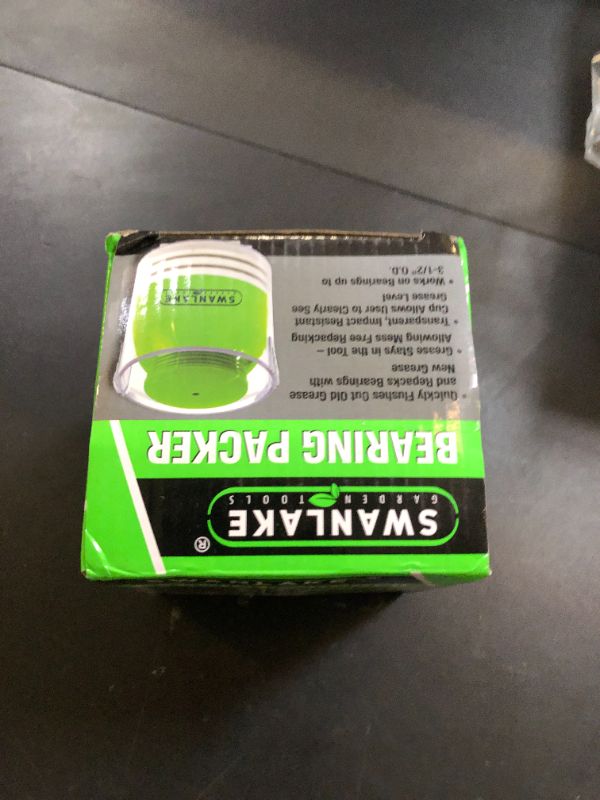 SWANLAKE®
GARDEN TOOLS
BEARING PACKER
• Quickly Flushes Out Old Grease
and Repacks Bearings with
New Grease
• Grease Stays in the Tool –
Allowing Mess Free Repacking
• Transparent, Impact Resistant
Cup Allows User to Clearly See
Grease Level
• Works on Bearings up to
3-1/2" O.D.
SWANLAKE